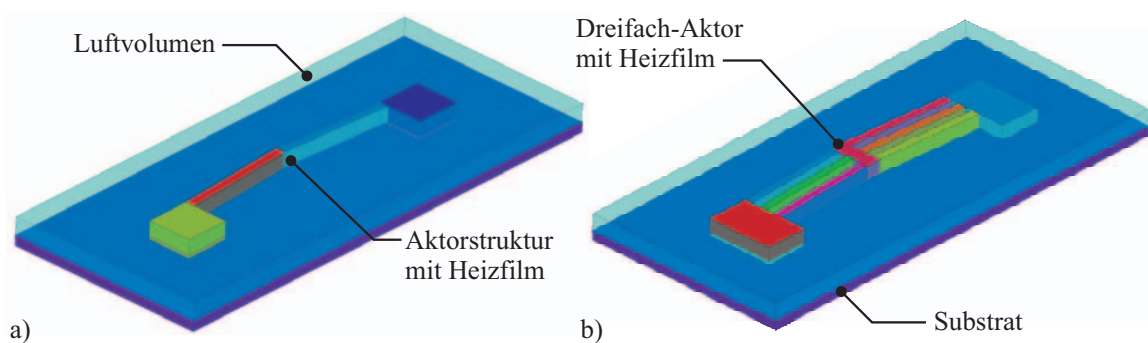 Luftvolumen
Aktorstruktur
mit Heizfilm
a)
Dreifach-Aktor
mit Heizfilm
Substrat
b)